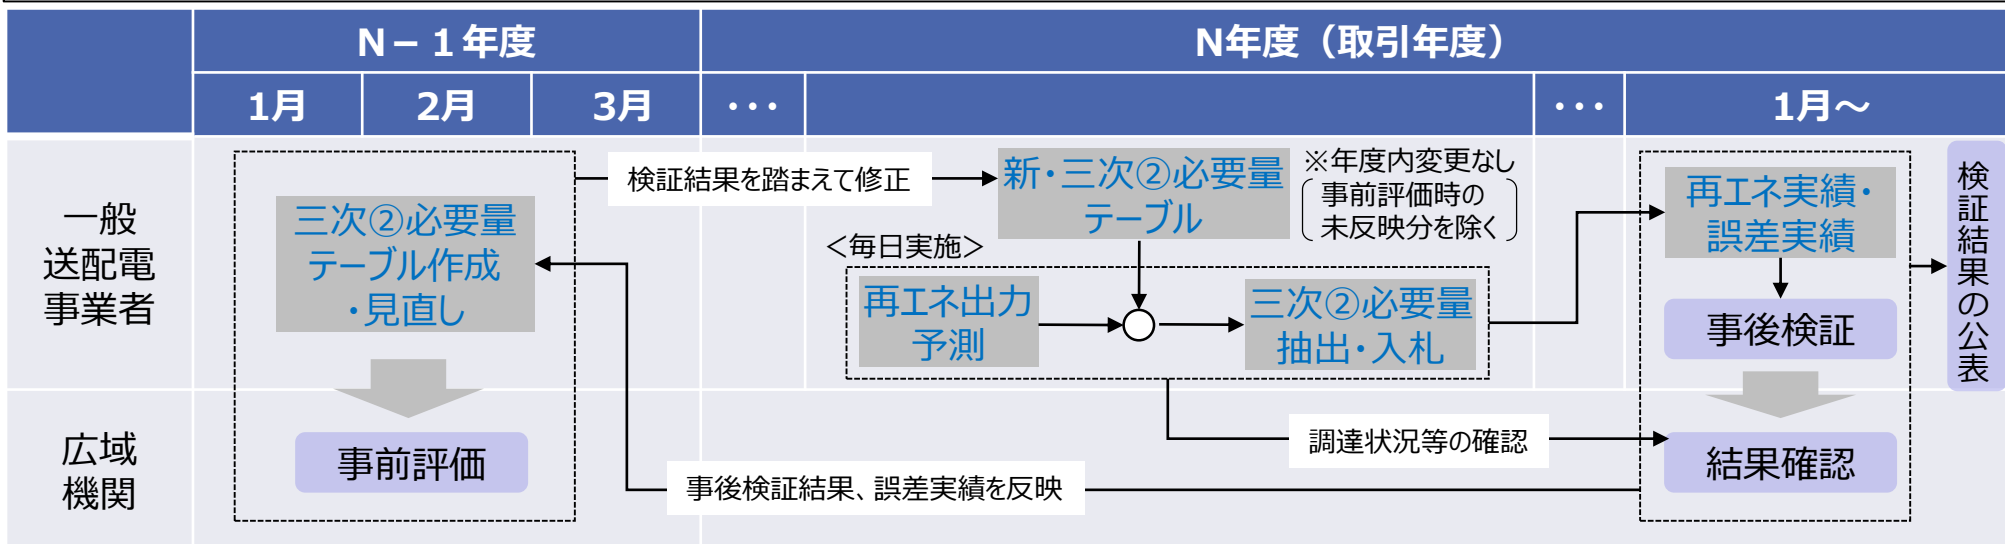 N−1年度
N年度（取引年度）
1月
2月
3月
･･･
･･･
1月～
一般
送配電
事業者
三次②必要量
テーブル作成
・見直し
検証結果を踏まえて修正
新・三次②必要量
テーブル
※年度内変更なし
事前評価時の
未反映分を除く
＜毎日実施＞
再エネ出力
予測
三次②必要量
抽出・入札
再エネ実績・
誤差実績
事後検証
検証結果の公表
広域
機関
事前評価
調達状況等の確認
結果確認
事後検証結果、誤差実績を反映